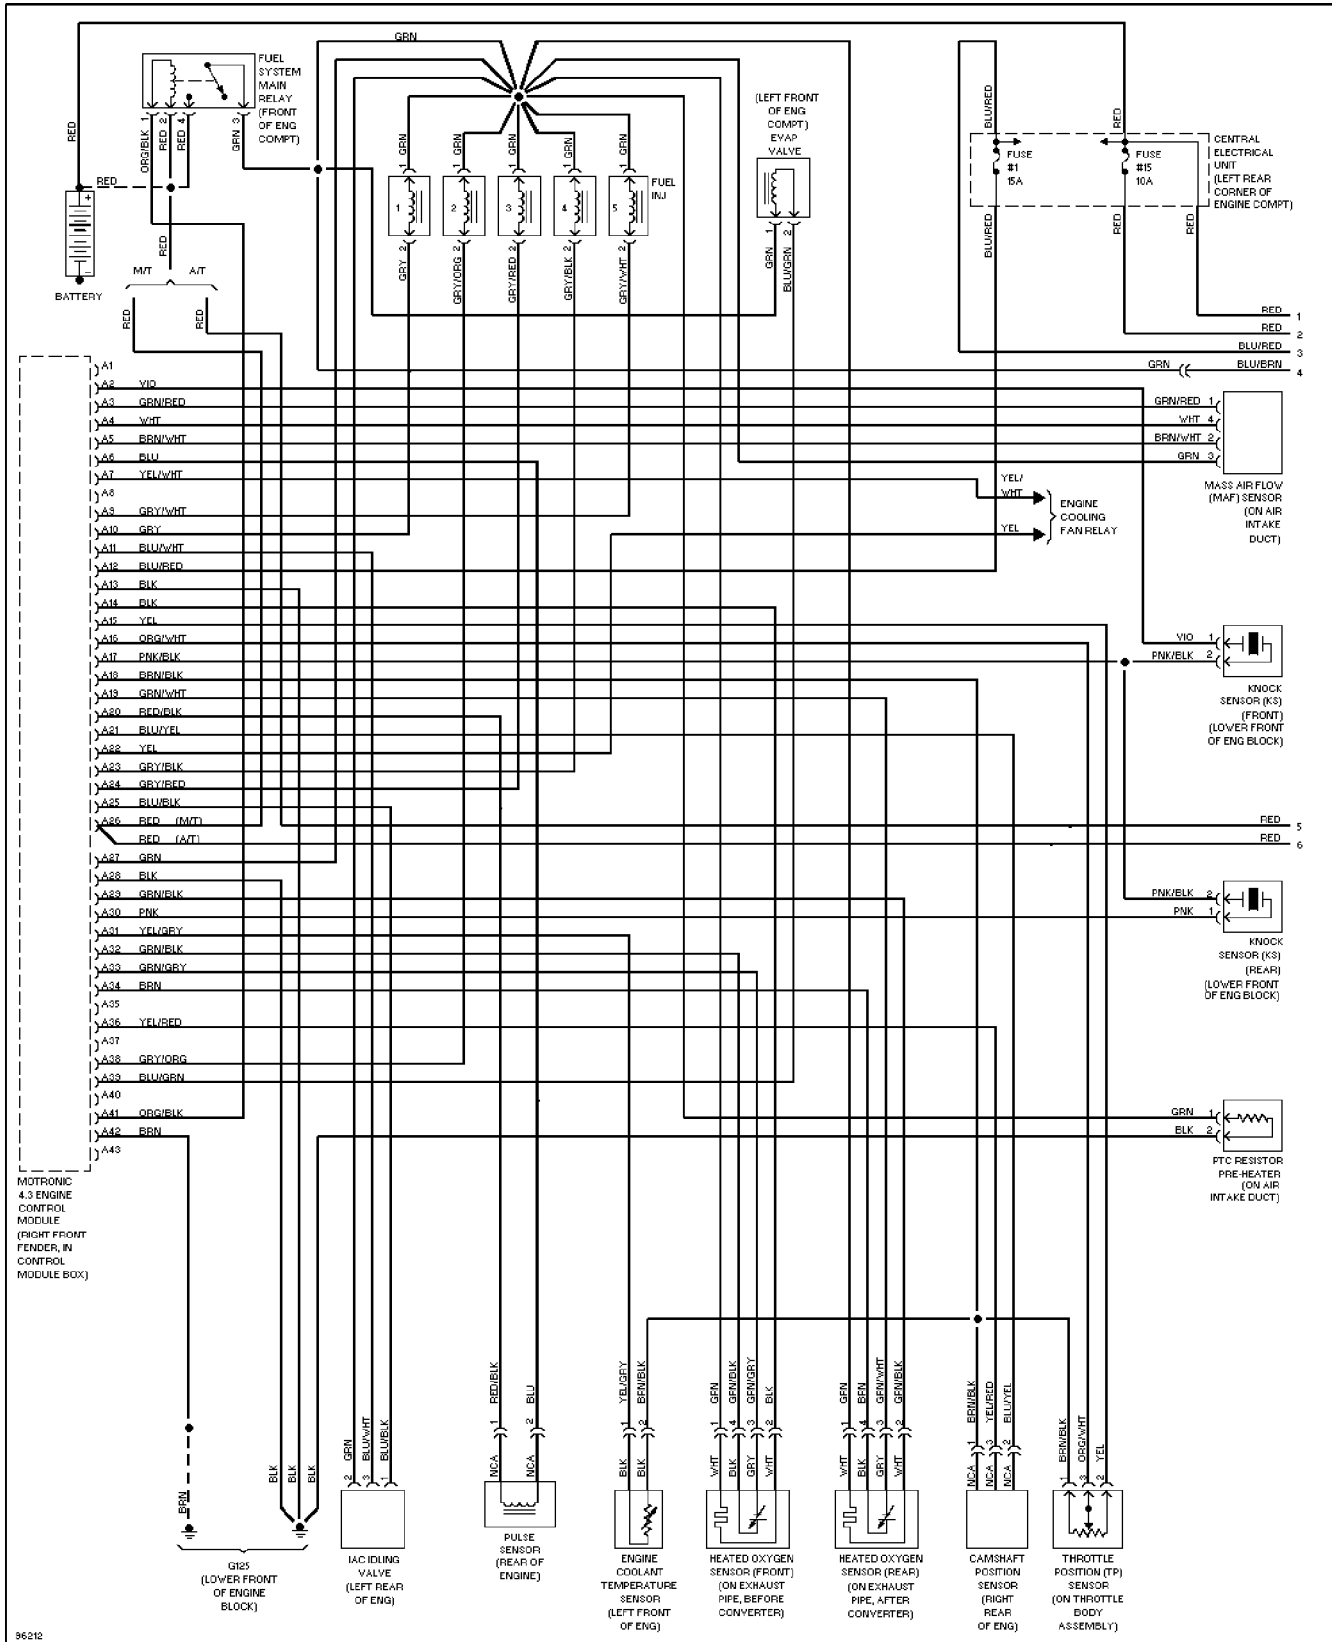 GRN
FUEL
SYSTEM
MAIN
RELAY
(FRONT
OF ENG
COMPT)
RED
ORG/BLK 1
RED 2
RED 4
GRN 3
RED
RED
BATTERY
M/T A/T
RED
RED
1 GRN
1 GRN
1 GRN
1 GRN
1 GRN
1
2
3
4
5
FUEL
INJ
GRY 2
GRY/ORG 2
GRY/RED 2
GRY/BLK 2
GRY/WHT 2
(LEFT FRONT
OF ENG
COMPT)
EVAP
VALVE
GRN 1
BLU/GRN 2
BLU/RED
RED
FUSE
#1
15A
FUSE
#15
10A
CENTRAL
ELECTRICAL
UNIT
(LEFT REAR
CORNER OF
ENGINE COMPT)
BLU/RED
RED
RED
RED 1
RED 2
BLU/RED 3
GRN BLU/BRN 4
A1
A2 VIO
A3 GRN/RED
A4 WHT
A5 BRN/WHT
A6 BLU
A7 YEL/WHT
A8
A9 GRY/WHT
A10 GRY
A11 BLU/WHT
A12 BLU/RED
A13 BLK
A14 BLK
A15 YEL
A16 ORG/WHT
A17 PNK/BLK
A18 BRN/BLK
A19 GRN/WHT
A20 RED/BLK
A21 BLU/YEL
A22 YEL
A23 GRY/BLK
A24 GRY/RED
A25 BLU/BLK
A26 RED (M/T)
RED (A/T)
A27 GRN
A28 BLK
A29 GRN/BLK
A30 PNK
A31 YEL/GRY
A32 GRN/BLK
A33 GRN/GRY
A34 BRN
A35
A36 YEL/RED
A37
A38 GRY/ORG
A39 BLU/GRN
A40
A41 ORG/BLK
A42 BRN
A43
MOTRONIC
4.3 ENGINE
CONTROL
MODULE
(RIGHT FRONT
FENDER, IN
CONTROL
MODULE BOX)
GRN/RED 1
WHT 4
BRN/WHT 2
GRN 3
MASS AIR FLOW
(MAF) SENSOR
(ON AIR
INTAKE
DUCT)
YEL/
WHT
YEL
ENGINE
COOLING
FAN RELAY
VIO 1
PNK/BLK 2
KNOCK
SENSOR (KS)
(FRONT)
(LOWER FRONT
OF ENG BLOCK)
RED 5
RED 6
PNK/BLK 2
PNK 1
KNOCK
SENSOR (KS)
(REAR)
(LOWER FRONT
OF ENG BLOCK)
GRN 1
BLK 2
PTC RESISTOR
PRE-HEATER
(ON AIR
INTAKE DUCT)
BRN
BLK
BLK
BLK
G125
(LOWER FRONT
OF ENGINE
BLOCK)
2 GRN
3 BLU/WHT
1 BLU/BLK
IAC IDLING
VALVE
(LEFT REAR
OF ENG)
NCA 1 RED/BLK
NCA 2 BLU
PULSE
SENSOR
(REAR OF
ENGINE)
BLK 1 YEL/GRY
BLK 2 BRN/BLK
ENGINE
COOLANT
TEMPERATURE
SENSOR
(LEFT FRONT
OF ENG)
WHT 1 GRN
BLK 4 GRN/BLK
GRY 3 GRN/GRY
WHT 2 BLK
HEATED OXYGEN
SENSOR (FRONT)
(ON EXHAUST
PIPE, BEFORE
CONVERTER)
WHT 1 GRN
BLK 4 BRN
GRY 3 GRN/WHT
WHT 2 GRN/BLK
HEATED OXYGEN
SENSOR (REAR)
(ON EXHAUST
PIPE, AFTER
CONVERTER)
NCA 1 BRN/BLK
NCA 3 YEL/RED
NCA 2 BLU/YEL
CAMSHAFT
POSITION
SENSOR
(RIGHT
REAR
OF ENG)
1 BRN/BLK
3 ORG/WHT
2 YEL
THROTTLE
POSITION (TP)
SENSOR
(ON THROTTLE
BODY
ASSEMBLY)
96212